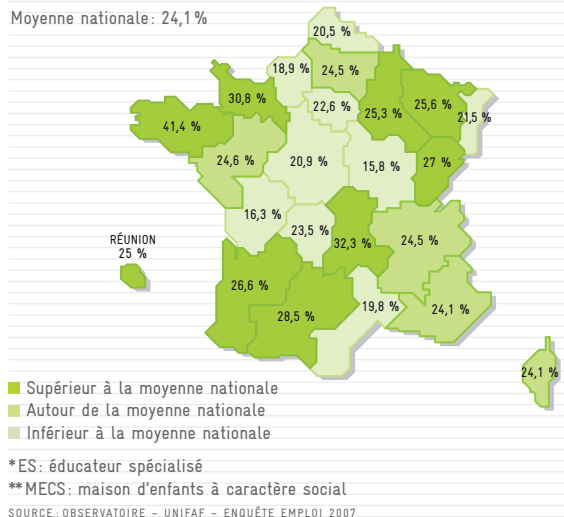 Moyenne nationale : 24,1 %
20,5 %
18,9 %
24,5 %
30,8 %
22,6 %
25,3 %
25,6 %
21,5 %
41,4 %
24,6 %
20,9 %
15,8 %
27 %
16,3 %
23,5 %
32,3 %
24,5 %
RÉUNION
25 %
26,6 %
28,5 %
19,8 %
24,1 %
24,1 %
Supérieur à la moyenne nationale
Autour de la moyenne nationale
Inférieur à la moyenne nationale
*ES : éducateur spécialisé
**MECS : maison d'enfants à caractère social
SOURCE : OBSERVATOIRE – UNIFAF – ENQUÊTE EMPLOI 2007